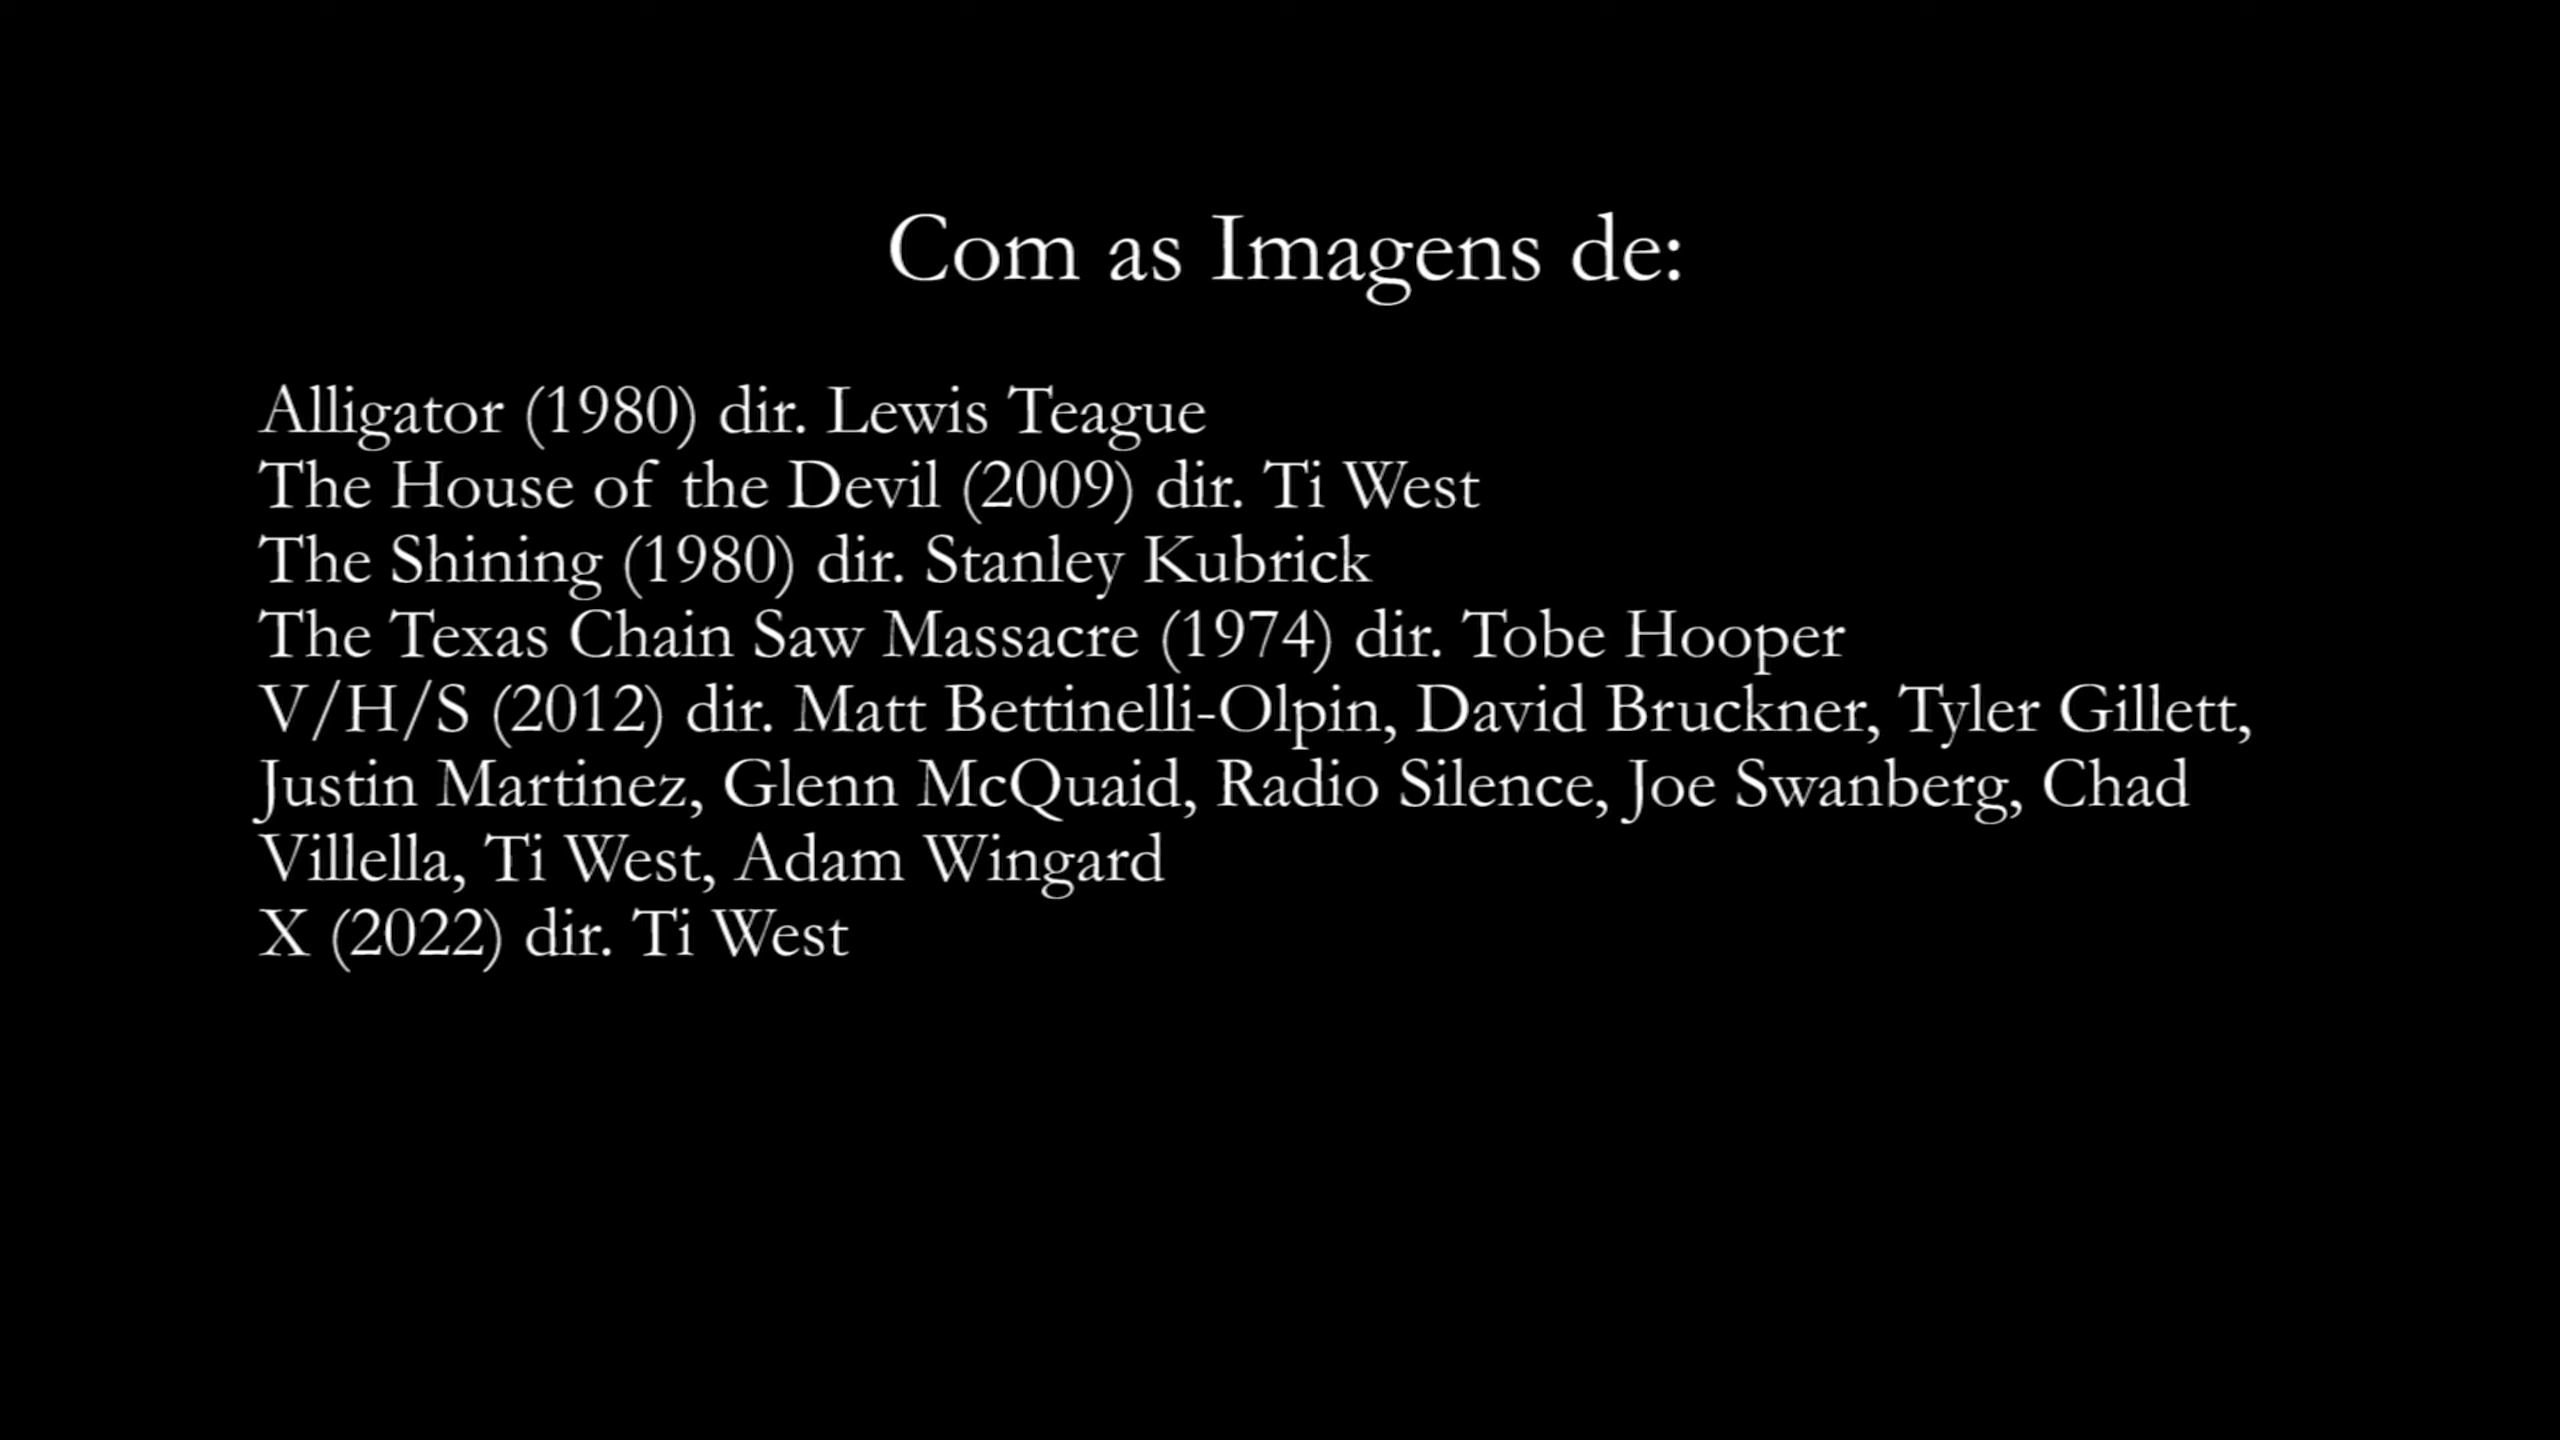 Com as Imagens de:
Alligator (1980) dir. Lewis Teague
The House of the Devil (2009) dir. Ti West
The Shining (1980) dir. Stanley Kubrick
The Texas Chain Saw Massacre (1974) dir. Tobe Hooper
V/H/S (2012) dir. Matt Bettinelli-Olpin, David Bruckner, Tyler Gillett,
Justin Martinez, Glenn McQuaid, Radio Silence, Joe Swanberg, Chad
Villella, Ti West, Adam Wingard
X (2022) dir. Ti West